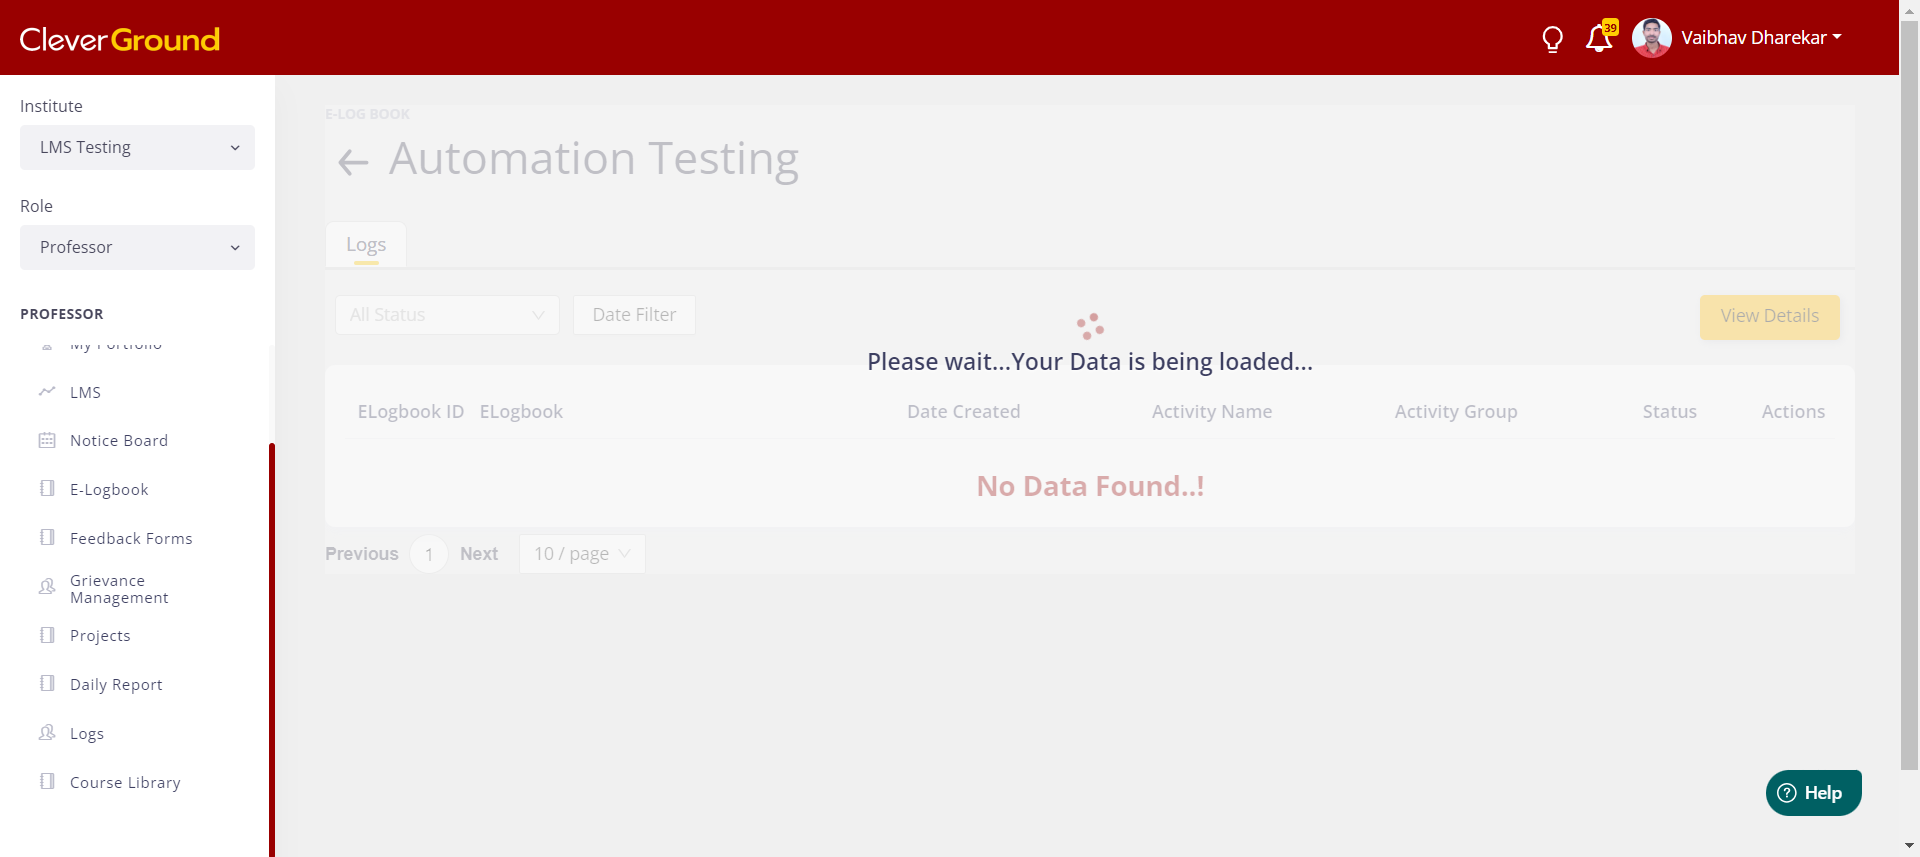 CleverGround
39
Vaibhav Dharekar
Institute
LMS Testing
Role
Professor
PROFESSOR
My Portfolio
LMS
Notice Board
E-Logbook
Feedback Forms
Grievance
Management
Projects
Daily Report
Logs
Course Library
E-LOG BOOK
Automation Testing
Logs
All Status
Date Filter
View Details
Please wait...Your Data is being loaded...
ELogbook ID ELogbook Date Created Activity Name Activity Group Status Actions
No Data Found..!
Previous 1 Next 10 / page
? Help